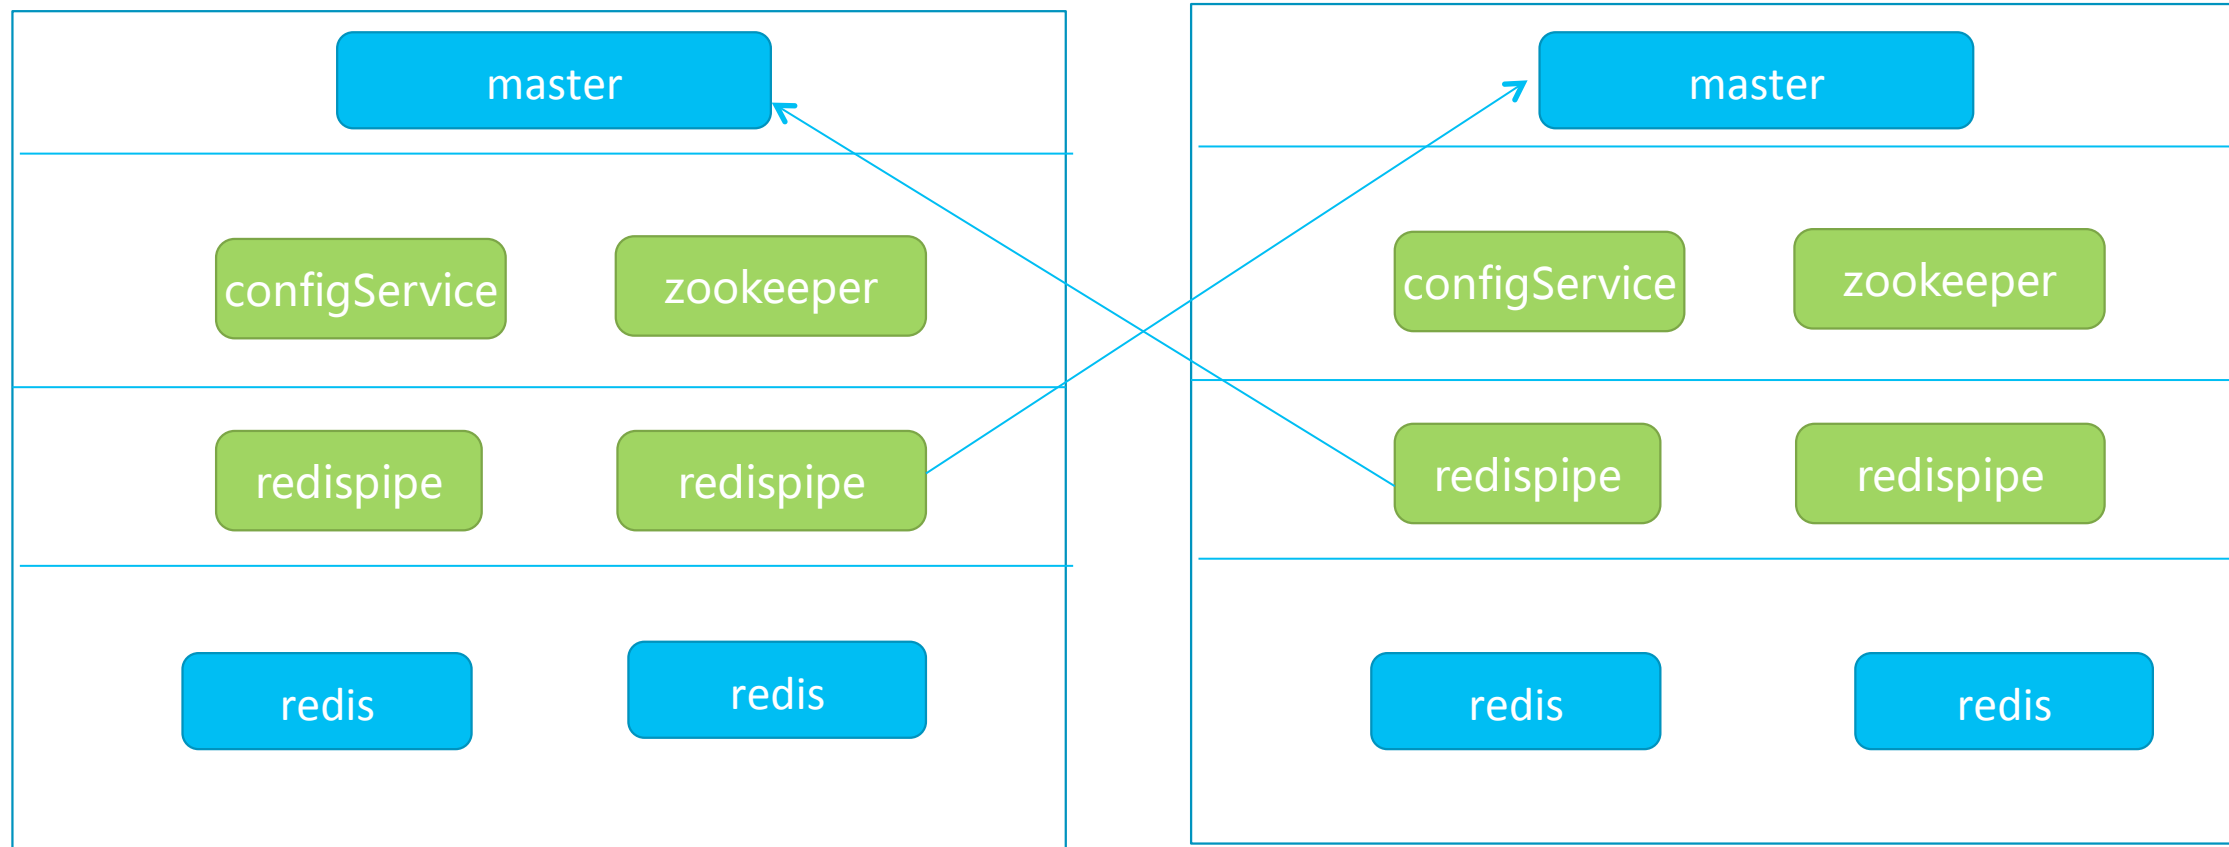 master
configService
zookeeper
redispipe
redispipe
redis
redis
master
configService
zookeeper
redispipe
redispipe
redis
redis